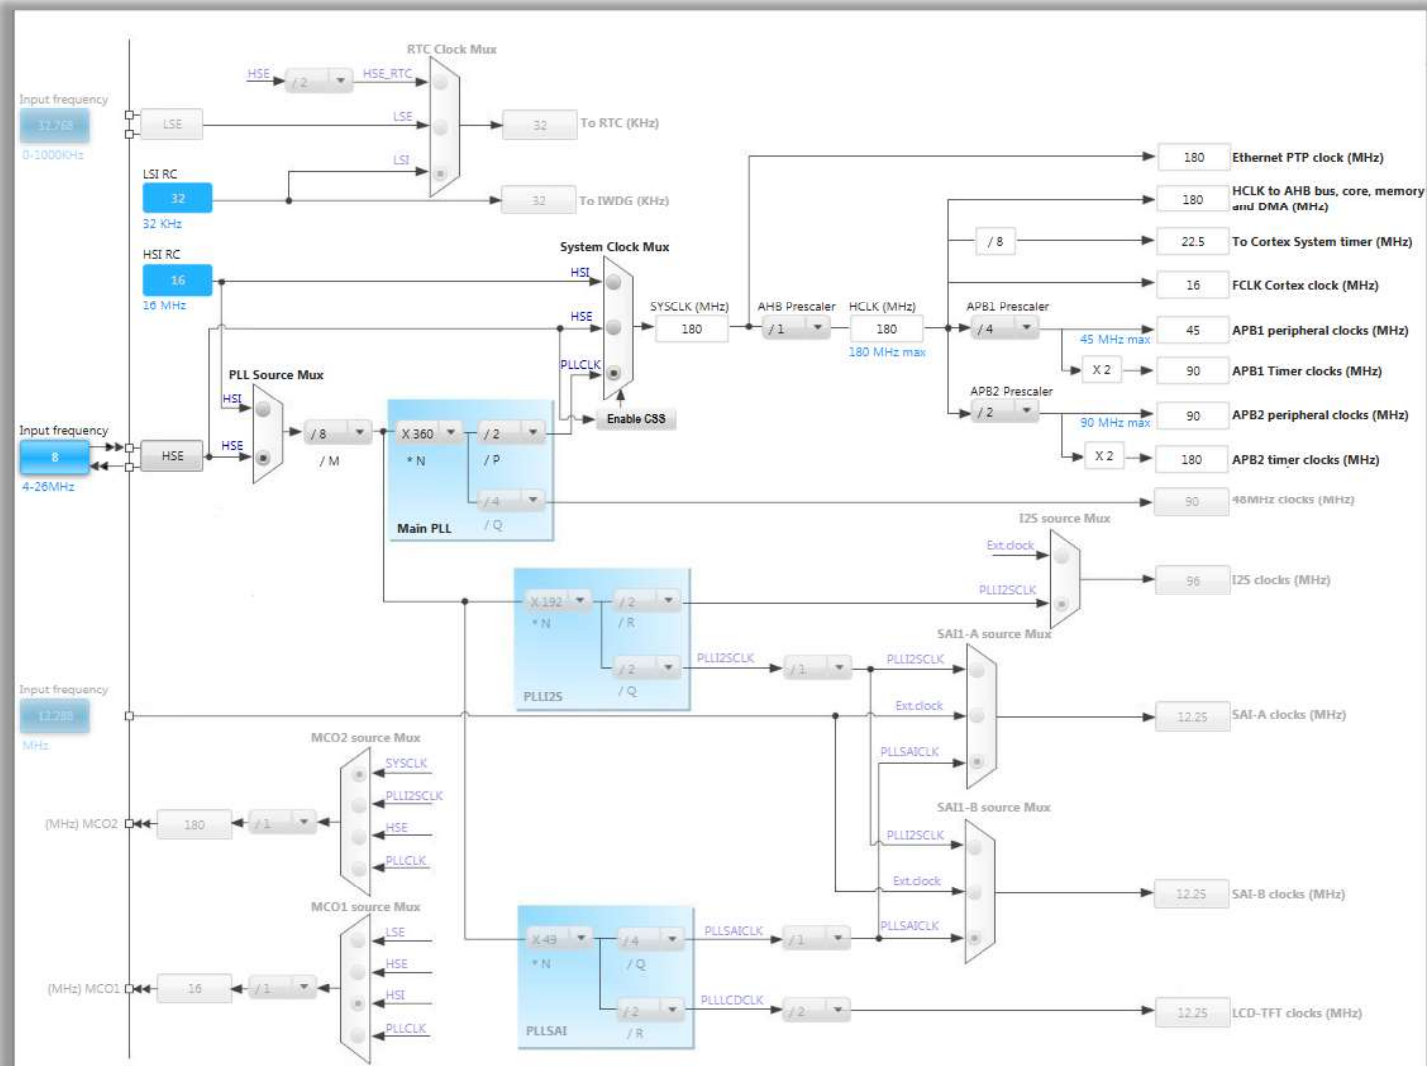 RTC Clock Mux
HSE
/ 2
HSE_RTC
Input frequency
32.768
0-1000KHz
LSE
LSE
32
To RTC (KHz)
LSI
LSI RC
32
32 KHz
32
To IWDG (KHz)
180
Ethernet PTP clock (MHz)
180
HCLK to AHB bus, core, memory
and DMA (MHz)
/ 8
22.5
To Cortex System timer (MHz)
HSI RC
16
16 MHz
System Clock Mux
HSI
16
FCLK Cortex clock (MHz)
HSE
SYSCLK (MHz)
180
AHB Prescaler
/ 1
HCLK (MHz)
180
180 MHz max
APB1 Prescaler
/ 4
45 MHz max
45
APB1 peripheral clocks (MHz)
PLLCLK
X 2
90
APB1 Timer clocks (MHz)
PLL Source Mux
HSI
APB2 Prescaler
/ 2
90 MHz max
90
APB2 peripheral clocks (MHz)
Enable CSS
X 2
180
APB2 timer clocks (MHz)
Input frequency
8
4-26MHz
HSE
HSE
/ 8
/ M
X 360
* N
/ 2
/ P
/ 4
/ Q
Main PLL
90
48MHz clocks (MHz)
I2S source Mux
Ext.clock
PLLI2SCLK
96
I2S clocks (MHz)
X 192
* N
/ 2
/ R
/ 2
/ Q
PLLI2S
PLLI2SCLK
/ 1
SAI1-A source Mux
PLLI2SCLK
Ext.clock
PLLSAICLK
12.25
SAI-A clocks (MHz)
Input frequency
12.288
MHz
MCO2 source Mux
SYSCLK
PLLI2SCLK
HSE
PLLCLK
(MHz) MCO2
180
/ 1
SAI1-B source Mux
PLLI2SCLK
Ext.clock
PLLSAICLK
12.25
SAI-B clocks (MHz)
MCO1 source Mux
LSE
HSE
HSI
PLLCLK
(MHz) MCO1
16
/ 1
X 49
* N
/ 4
/ Q
/ 2
/ R
PLLSAI
PLLSAICLK
/ 1
PLLLCDCLK
/ 2
12.25
LCD-TFT clocks (MHz)